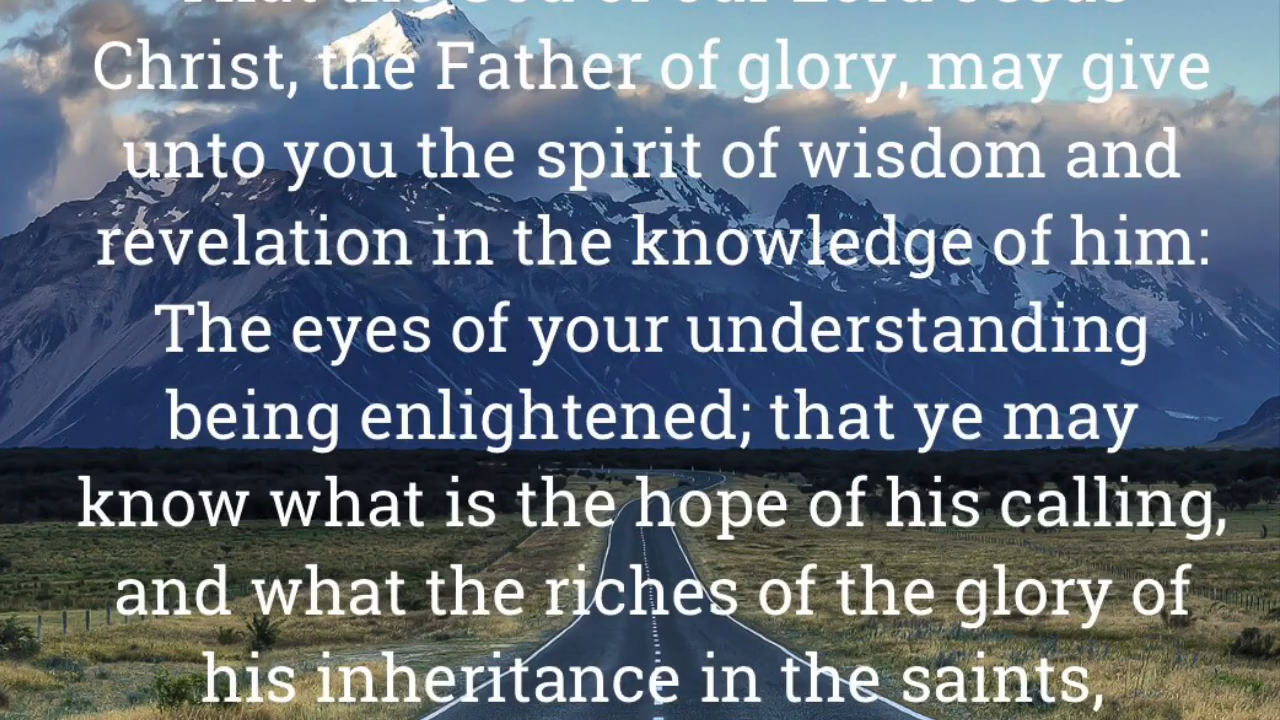 That the God of our Lord Jesus
Christ, the Father of glory, may give
unto you the spirit of wisdom and
revelation in the knowledge of him:
The eyes of your understanding
being enlightened; that ye may
know what is the hope of his calling,
and what the riches of the glory of
his inheritance in the saints,